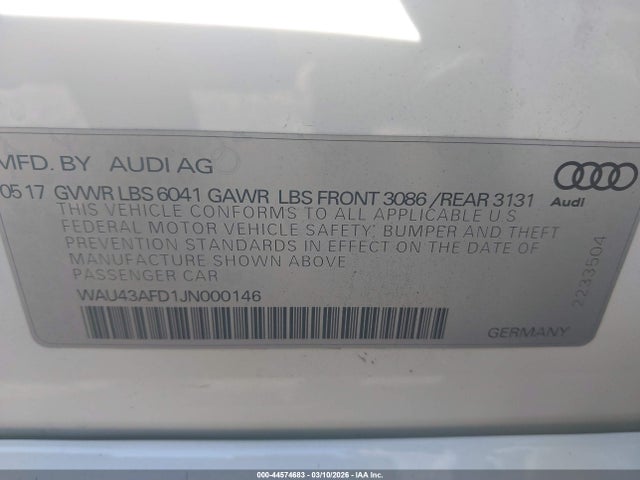 MFD. BY AUDI AG
0517 GVWR LBS 6041 GAWR LBS FRONT 3086 /REAR 3131
THIS VEHICLE CONFORMS TO ALL APPLICABLE U S
FEDERAL MOTOR VEHICLE SAFETY, BUMPER AND THEFT
PREVENTION STANDARDS IN EFFECT ON THE DATE OF
MANUFACTURE SHOWN ABOVE
PASSENGER CAR
WAU43AFD1JN000146
Audi
2233504
GERMANY
000-44574683 - 03/10/2026 - IAA Inc.